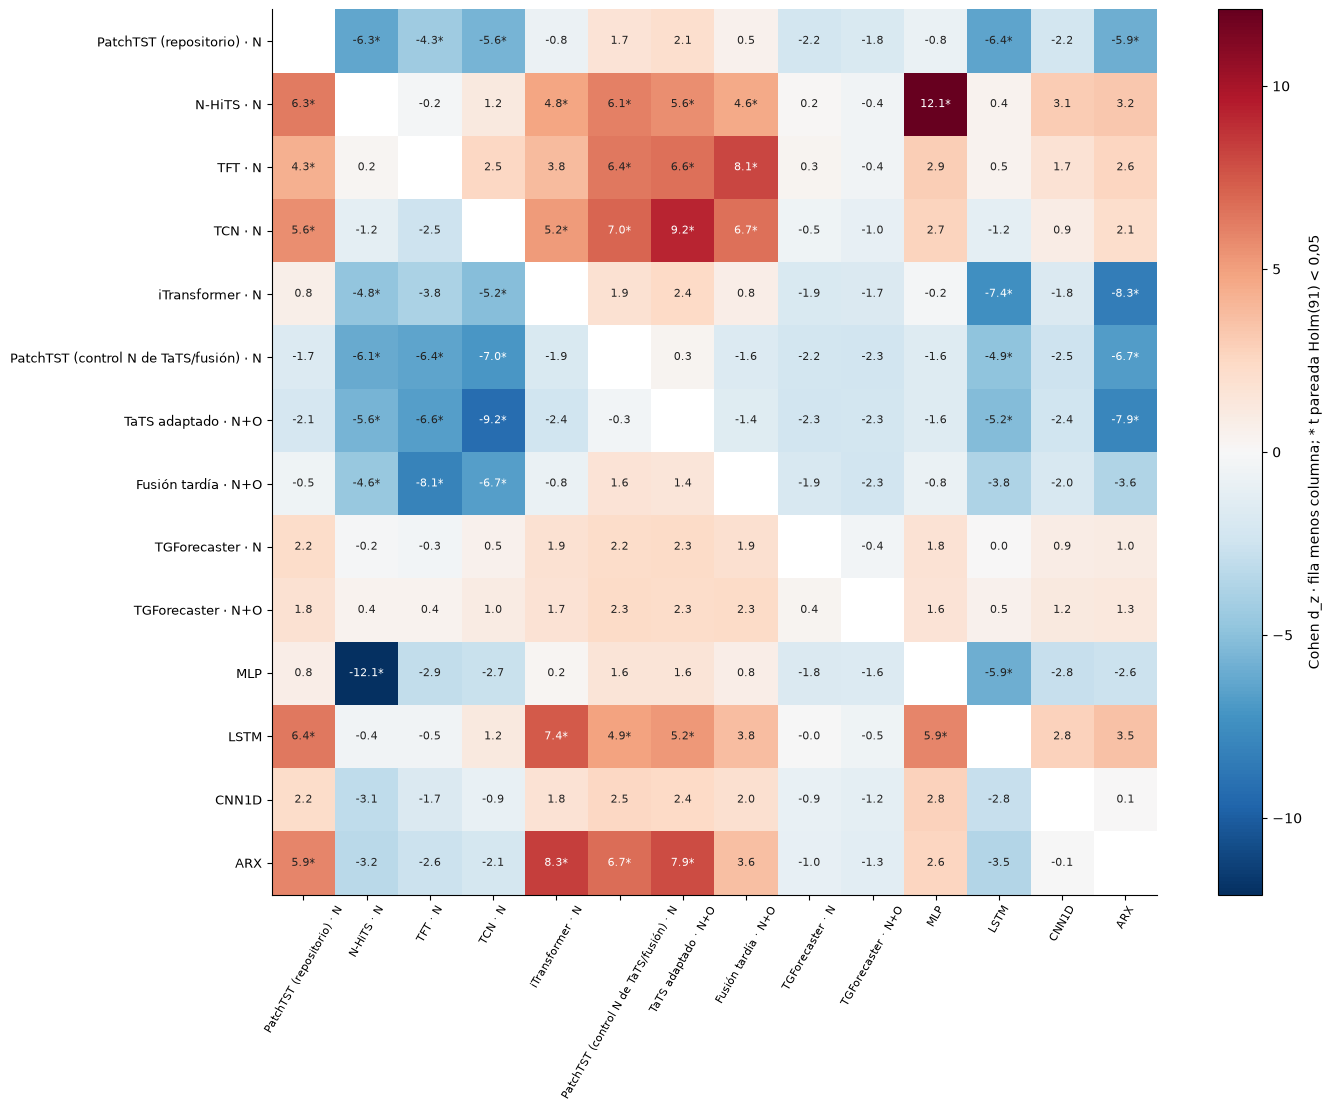 PatchTST (repositorio) · N -6.3* -4.3* -5.6* -0.8 1.7 2.1 0.5 -2.2 -1.8 -0.8 -6.4* -2.2 -5.9*
N-HiTS · N 6.3* -0.2 1.2 4.8* 6.1* 5.6* 4.6* 0.2 -0.4 12.1* 0.4 3.1 3.2
TFT · N 4.3* 0.2 2.5 3.8 6.4* 6.6* 8.1* 0.3 -0.4 2.9 0.5 1.7 2.6
TCN · N 5.6* -1.2 -2.5 5.2* 7.0* 9.2* 6.7* -0.5 -1.0 2.7 -1.2 0.9 2.1
iTransformer · N 0.8 -4.8* -3.8 -5.2* 1.9 2.4 0.8 -1.9 -1.7 -0.2 -7.4* -1.8 -8.3*
PatchTST (control N de TaTS/fusión) · N -1.7 -6.1* -6.4* -7.0* -1.9 0.3 -1.6 -2.2 -2.3 -1.6 -4.9* -2.5 -6.7*
TaTS adaptado · N+O -2.1 -5.6* -6.6* -9.2* -2.4 -0.3 -1.4 -2.3 -2.3 -1.6 -5.2* -2.4 -7.9*
Fusión tardía · N+O -0.5 -4.6* -8.1* -6.7* -0.8 1.6 1.4 -1.9 -2.3 -0.8 -3.8 -2.0 -3.6
TGForecaster · N 2.2 -0.2 -0.3 0.5 1.9 2.2 2.3 1.9 -0.4 1.8 0.0 0.9 1.0
TGForecaster · N+O 1.8 0.4 0.4 1.0 1.7 2.3 2.3 2.3 0.4 1.6 0.5 1.2 1.3
MLP 0.8 -12.1* -2.9 -2.7 0.2 1.6 1.6 0.8 -1.8 -1.6 -5.9* -2.8 -2.6
LSTM 6.4* -0.4 -0.5 1.2 7.4* 4.9* 5.2* 3.8 -0.0 -0.5 5.9* 2.8 3.5
CNN1D 2.2 -3.1 -1.7 -0.9 1.8 2.5 2.4 2.0 -0.9 -1.2 2.8 -2.8 0.1
ARX 5.9* -3.2 -2.6 -2.1 8.3* 6.7* 7.9* 3.6 -1.0 -1.3 2.6 -3.5 -0.1
PatchTST (repositorio) · N
N-HiTS · N
TFT · N
TCN · N
iTransformer · N
PatchTST (control N de TaTS/fusión) · N
TaTS adaptado · N+O
Fusión tardía · N+O
TGForecaster · N
TGForecaster · N+O
MLP
LSTM
CNN1D
ARX
10
5
0
−5
−10
Cohen d_z · fila menos columna; * t pareada Holm(91) < 0,05